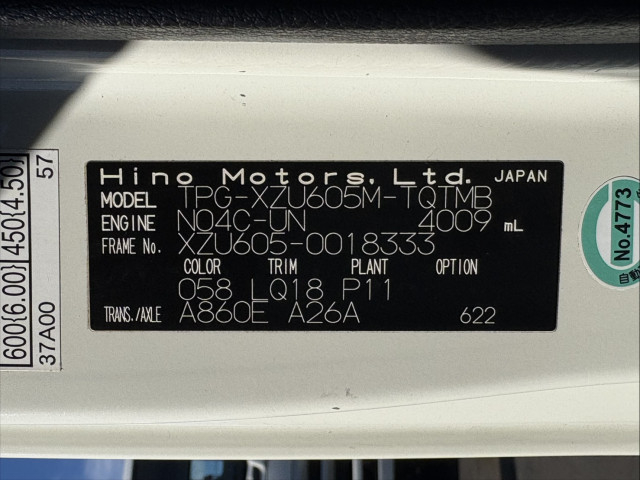 Hino Motors, Ltd. JAPAN
MODEL TPG-XZU605M-TQTMB
ENGINE N04C-UN 4009 mL
FRAME No. XZU605-0018333
COLOR TRIM PLANT OPTION
058 LQ18 P11
TRANS./AXLE A860E A26A 622
600{6.00} 450{4.50}
37A00 57
No.4773
自動